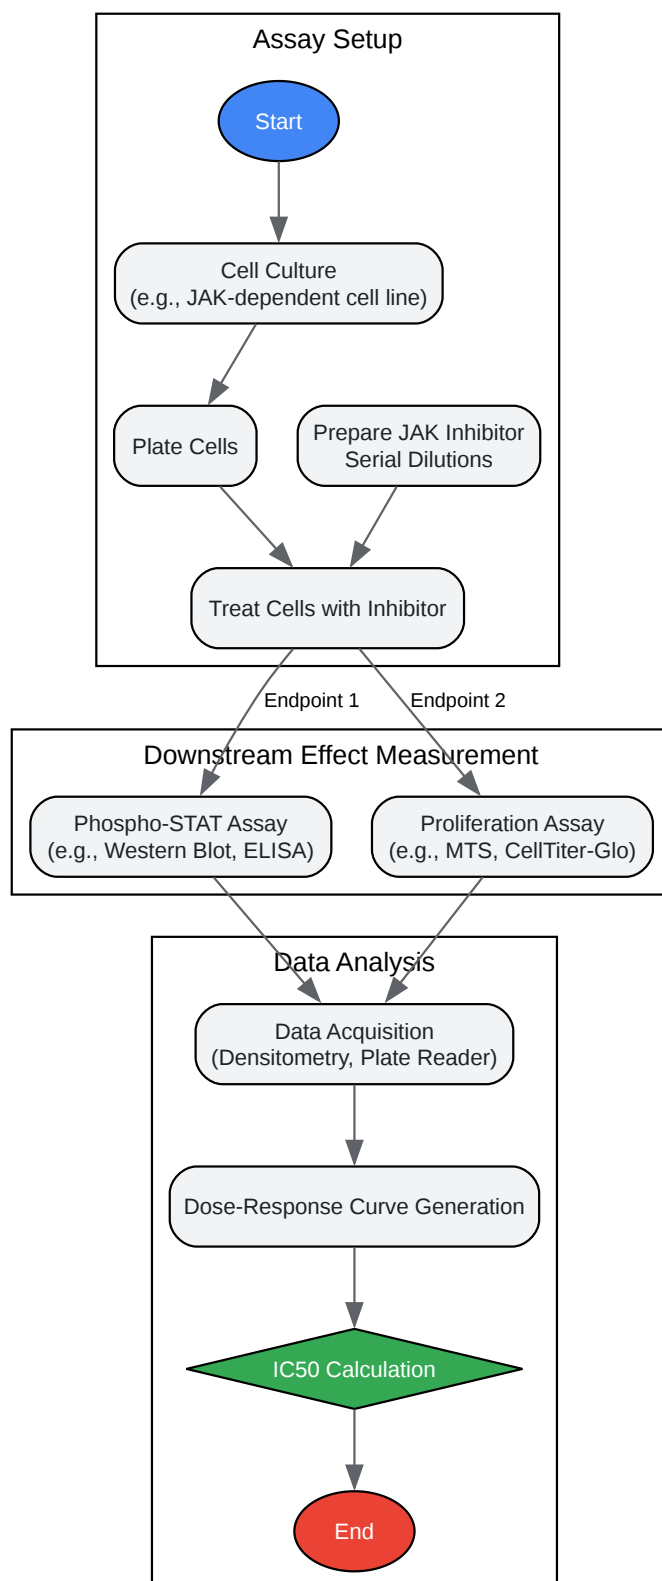 Assay Setup
Start
Cell Culture
(e.g., JAK-dependent cell line)
Plate Cells
Prepare JAK Inhibitor
Serial Dilutions
Treat Cells with Inhibitor
Endpoint 1
Endpoint 2
Downstream Effect Measurement
Phospho-STAT Assay
(e.g., Western Blot, ELISA)
Proliferation Assay
(e.g., MTS, CellTiter-Glo)
Data Analysis
Data Acquisition
(Densitometry, Plate Reader)
Dose-Response Curve Generation
IC50 Calculation
End